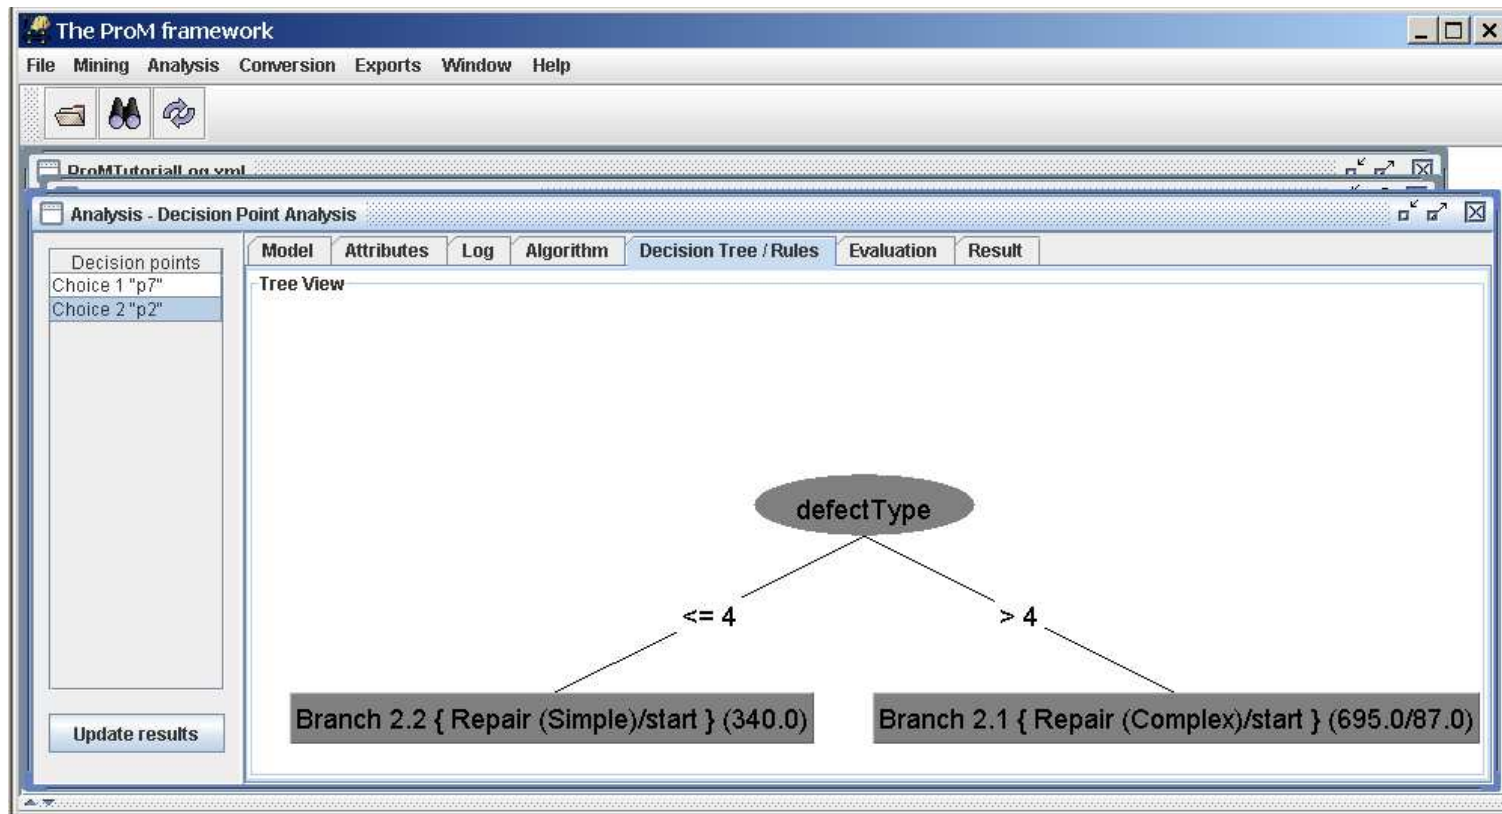 The ProM framework
File Mining Analysis Conversion Exports Window Help
ProMTutorialLog.xml
Analysis - Decision Point Analysis
Decision points
Choice 1 "p7"
Choice 2 "p2"
Update results
Model Attributes Log Algorithm Decision Tree / Rules Evaluation Result
Tree View
defectType
<= 4 > 4
Branch 2.2 { Repair (Simple)/start } (340.0) Branch 2.1 { Repair (Complex)/start } (695.0/87.0)